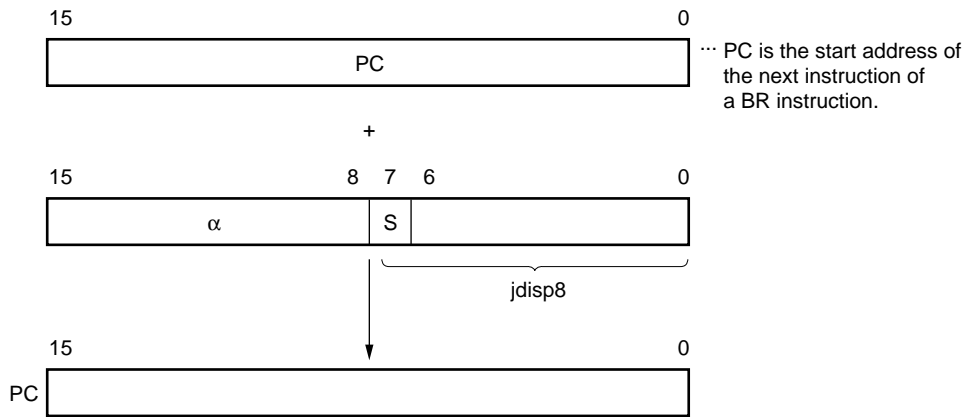 15 0
PC
... PC is the start address of
the next instruction of
a BR instruction.
+
15 8 7 6 0
α S
jdisp8
15 0
PC